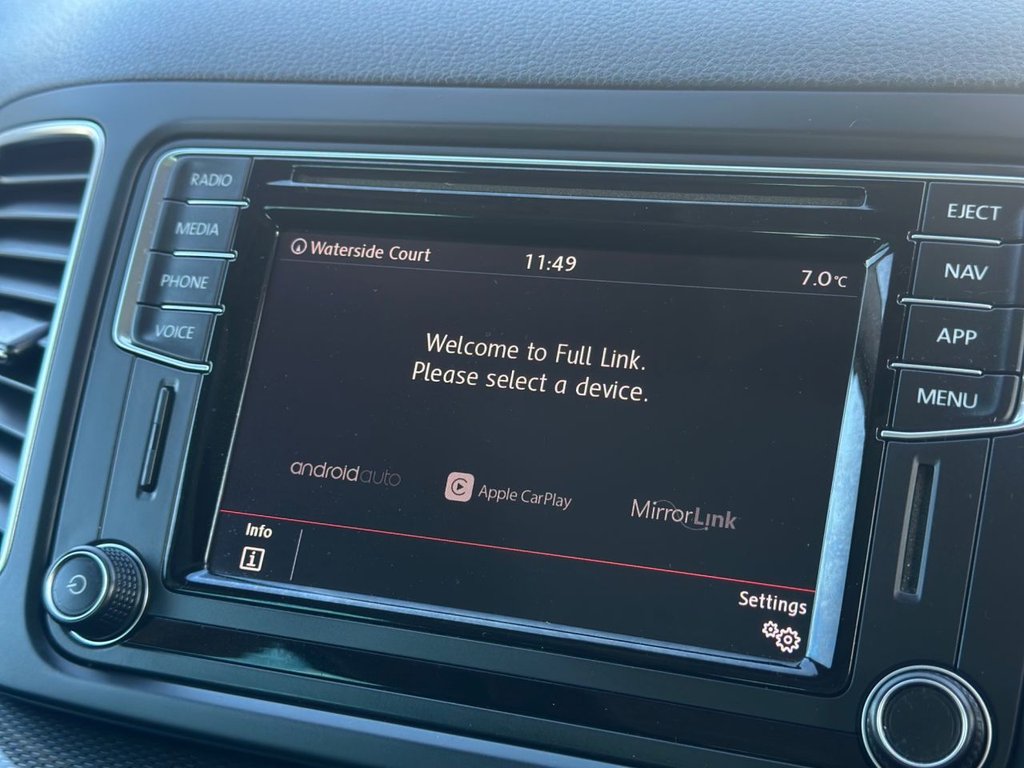 RADIO
MEDIA
PHONE
VOICE
Waterside Court 11:49 7.0°C
Welcome to Full Link.
Please select a device.
androidauto Apple CarPlay MirrorLink
Info
i
Settings
EJECT
NAV
APP
MENU